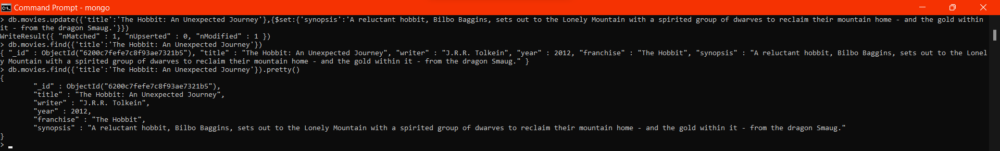 Command Prompt - mongo
> db.movies.update({'title':'The Hobbit: An Unexpected Journey'},{$set:{'synopsis':'A reluctant hobbit, Bilbo Baggins, sets out to the Lonely Mountain with a spirited group of dwarves to reclaim their mountain home - and the gold within
it - from the dragon Smaug.'}})
WriteResult({ "nMatched" : 1, "nUpserted" : 0, "nModified" : 1 })
> db.movies.find({'title':'The Hobbit: An Unexpected Journey'})
{ "_id" : ObjectId("6200c7fefe7c8f93ae7321b5"), "title" : "The Hobbit: An Unexpected Journey", "writer" : "J.R.R. Tolkein", "year" : 2012, "franchise" : "The Hobbit", "synopsis" : "A reluctant hobbit, Bilbo Baggins, sets out to the Lonel
y Mountain with a spirited group of dwarves to reclaim their mountain home - and the gold within it - from the dragon Smaug." }
> db.movies.find({'title':'The Hobbit: An Unexpected Journey'}).pretty()
{
"_id" : ObjectId("6200c7fefe7c8f93ae7321b5"),
"title" : "The Hobbit: An Unexpected Journey",
"writer" : "J.R.R. Tolkein",
"year" : 2012,
"franchise" : "The Hobbit",
"synopsis" : "A reluctant hobbit, Bilbo Baggins, sets out to the Lonely Mountain with a spirited group of dwarves to reclaim their mountain home - and the gold within it - from the dragon Smaug."
}
>